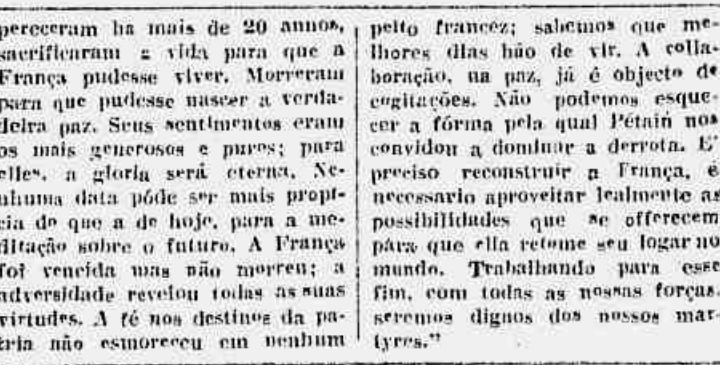 pereceram ha mais de 20 annos,
sacrificaram a vida para que a
França pudesse viver. Morreram
para que pudesse nascer a verda-
deira paz. Seus sentimentos eram
os mais generosos e puros; para
elles, a gloria será eterna. Ne-
nhuma data póde ser mais propi-
cia do que a de hoje, para a me-
ditação sobre o futuro. A França
foi vencida mas não morreu; a
adversidade revelou todas as suas
virtudes. A fé nos destinos da pa-
tria não esmoreceu em nenhum
peito francez; sabemos que me-
lhores dias hão de vir. A colla-
boração, na paz, já é objecto de
cogitações. Não podemos esque-
cer a fórma pela qual Pétain nos
convidou a dominar a derrota. E'
preciso reconstruir a França, é
necessario aproveitar lealmente as
possibilidades que se offerecem
para que ella retome seu logar no
mundo. Trabalhando para esse
fim, com todas as nossas forças,
seremos dignos dos nossos mar-
tyres."